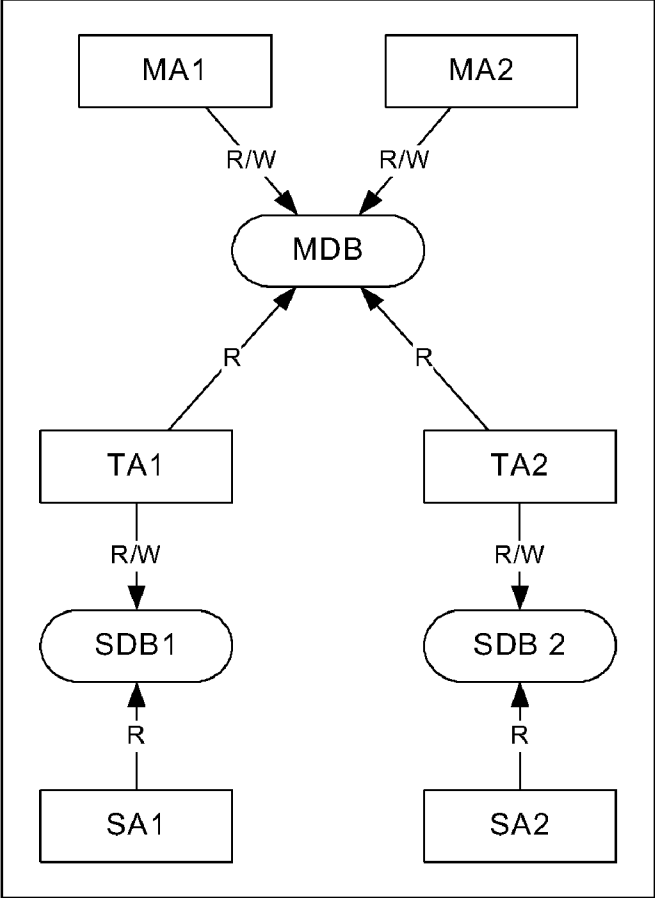 MA1 MA2
R/W R/W
MDB
R R
TA1 TA2
R/W R/W
SDB1 SDB 2
R R
SA1 SA2